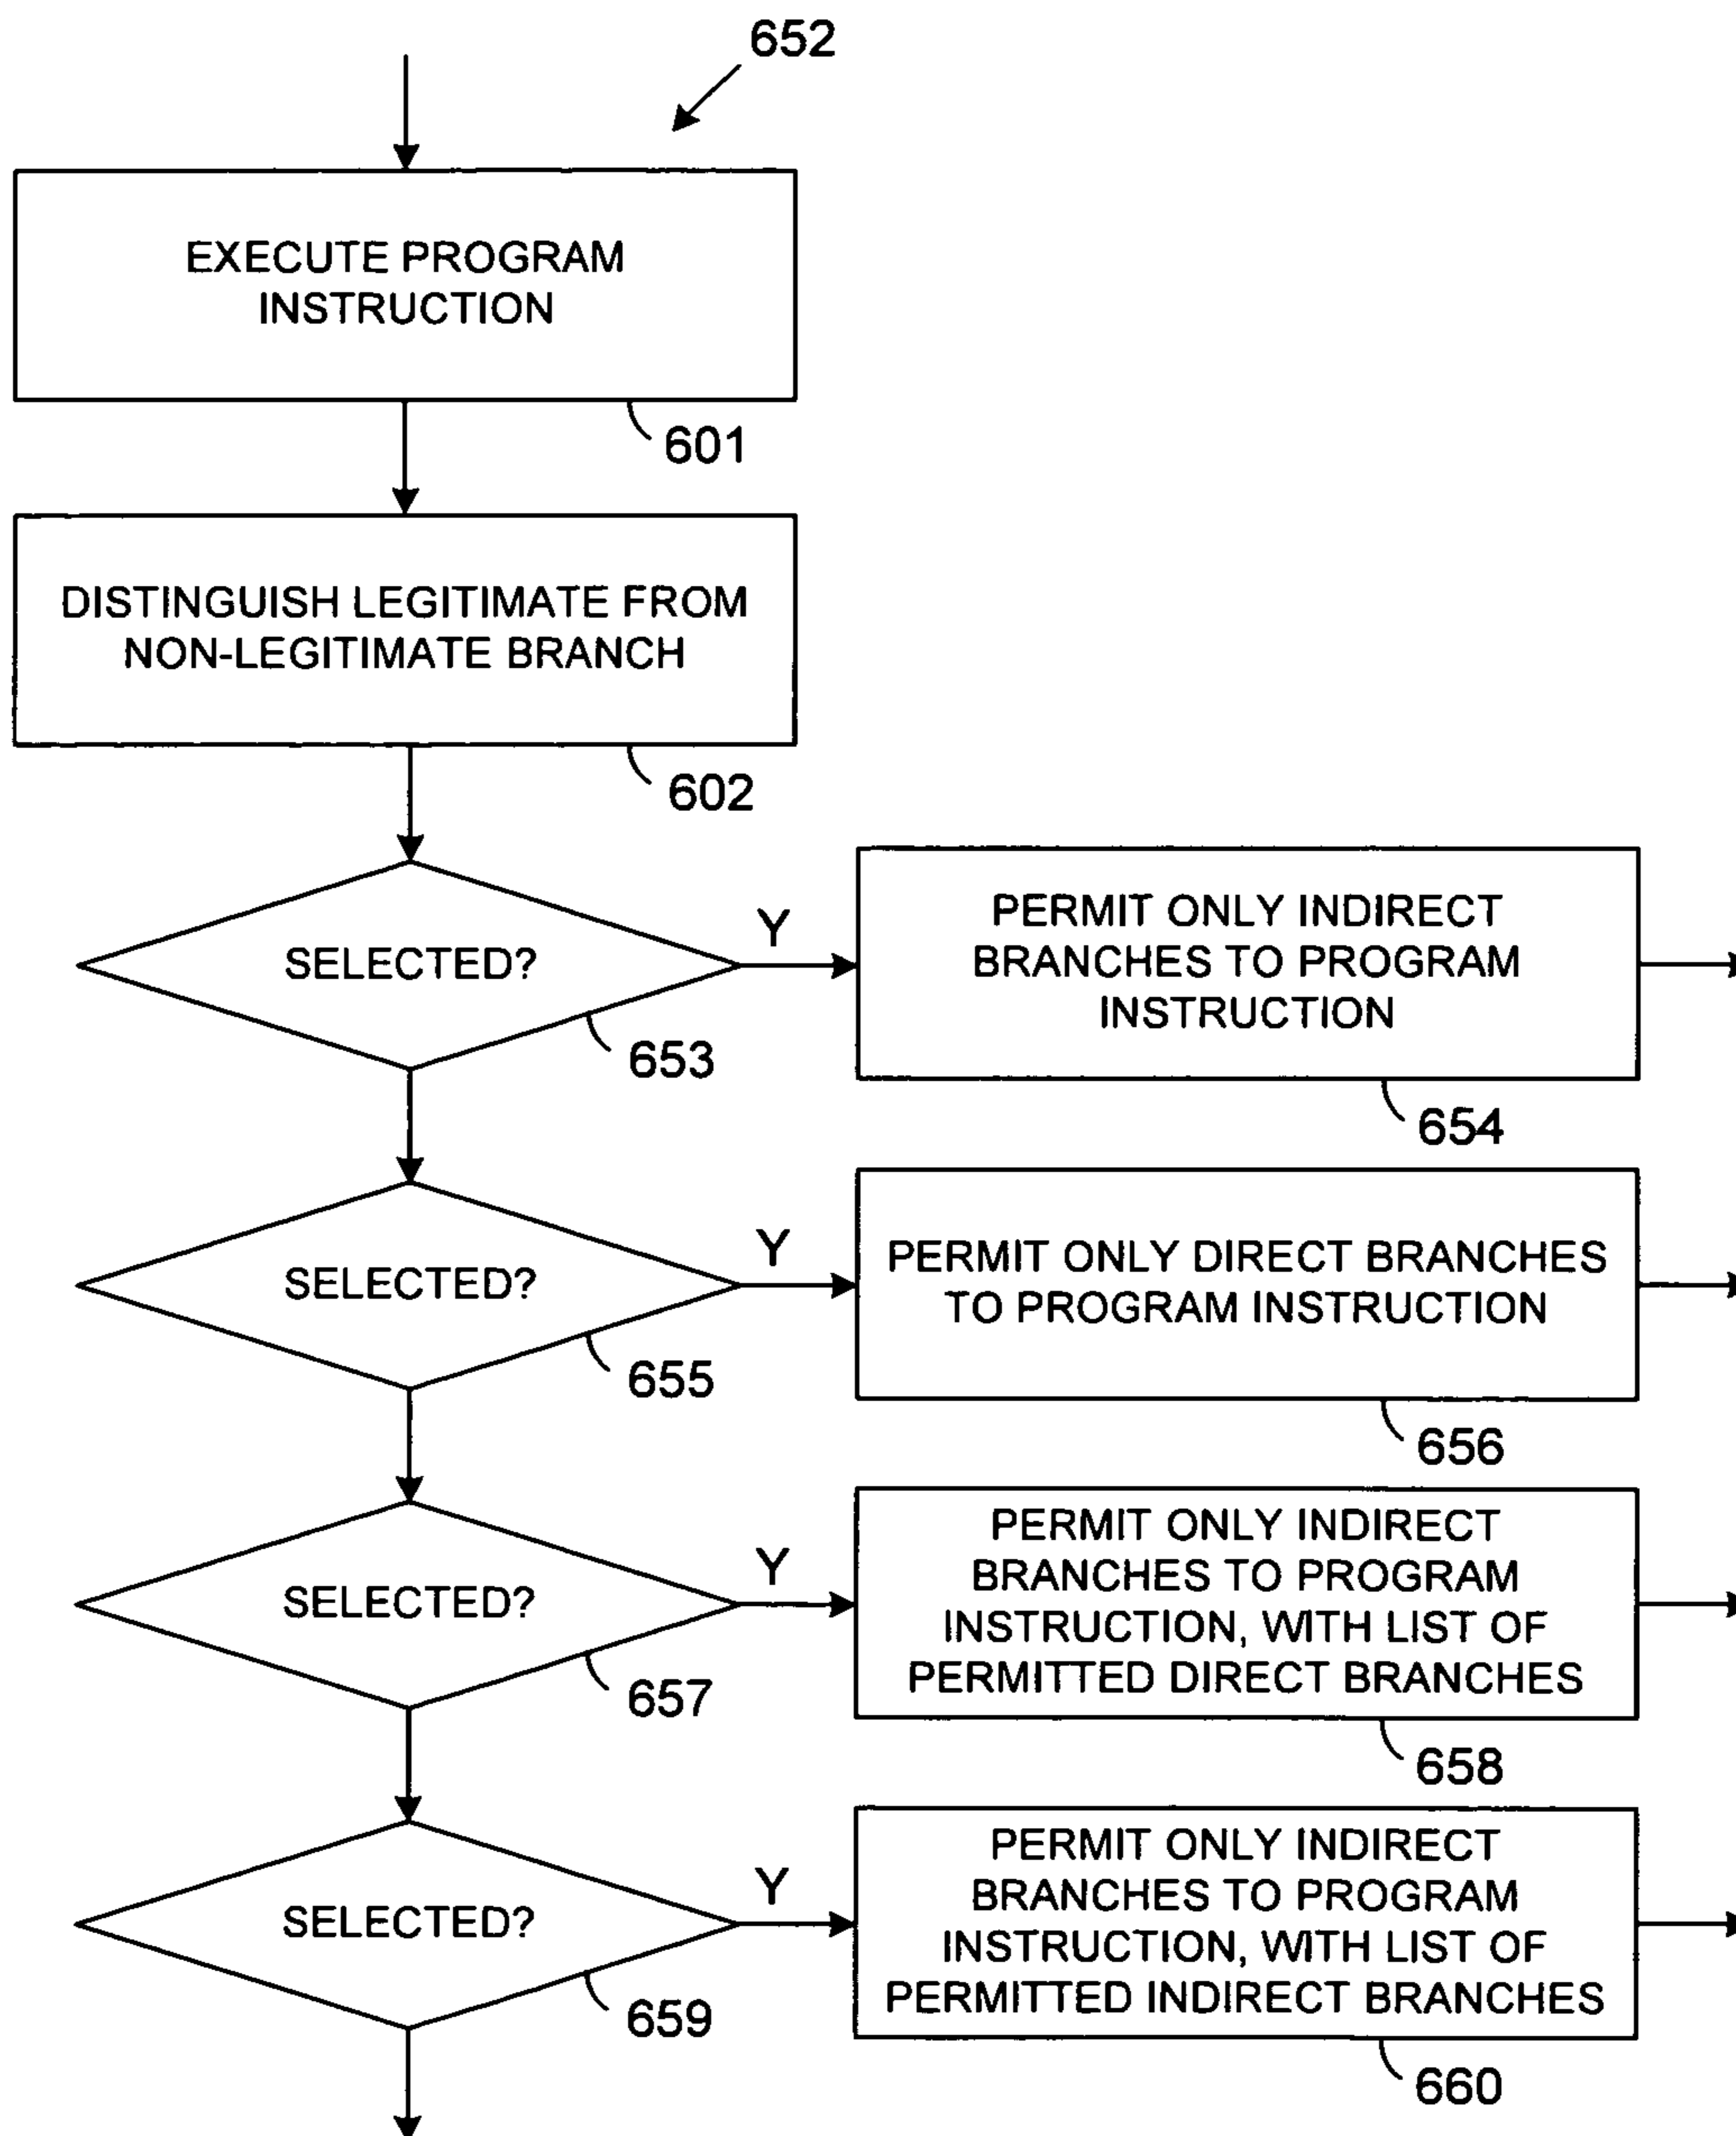 652
EXECUTE PROGRAM
INSTRUCTION
601
DISTINGUISH LEGITIMATE FROM
NON-LEGITIMATE BRANCH
602
SELECTED?
653
Y
PERMIT ONLY INDIRECT
BRANCHES TO PROGRAM
INSTRUCTION
654
SELECTED?
655
Y
PERMIT ONLY DIRECT BRANCHES
TO PROGRAM INSTRUCTION
656
SELECTED?
657
Y
PERMIT ONLY INDIRECT
BRANCHES TO PROGRAM
INSTRUCTION, WITH LIST OF
PERMITTED DIRECT BRANCHES
658
SELECTED?
659
Y
PERMIT ONLY INDIRECT
BRANCHES TO PROGRAM
INSTRUCTION, WITH LIST OF
PERMITTED INDIRECT BRANCHES
660